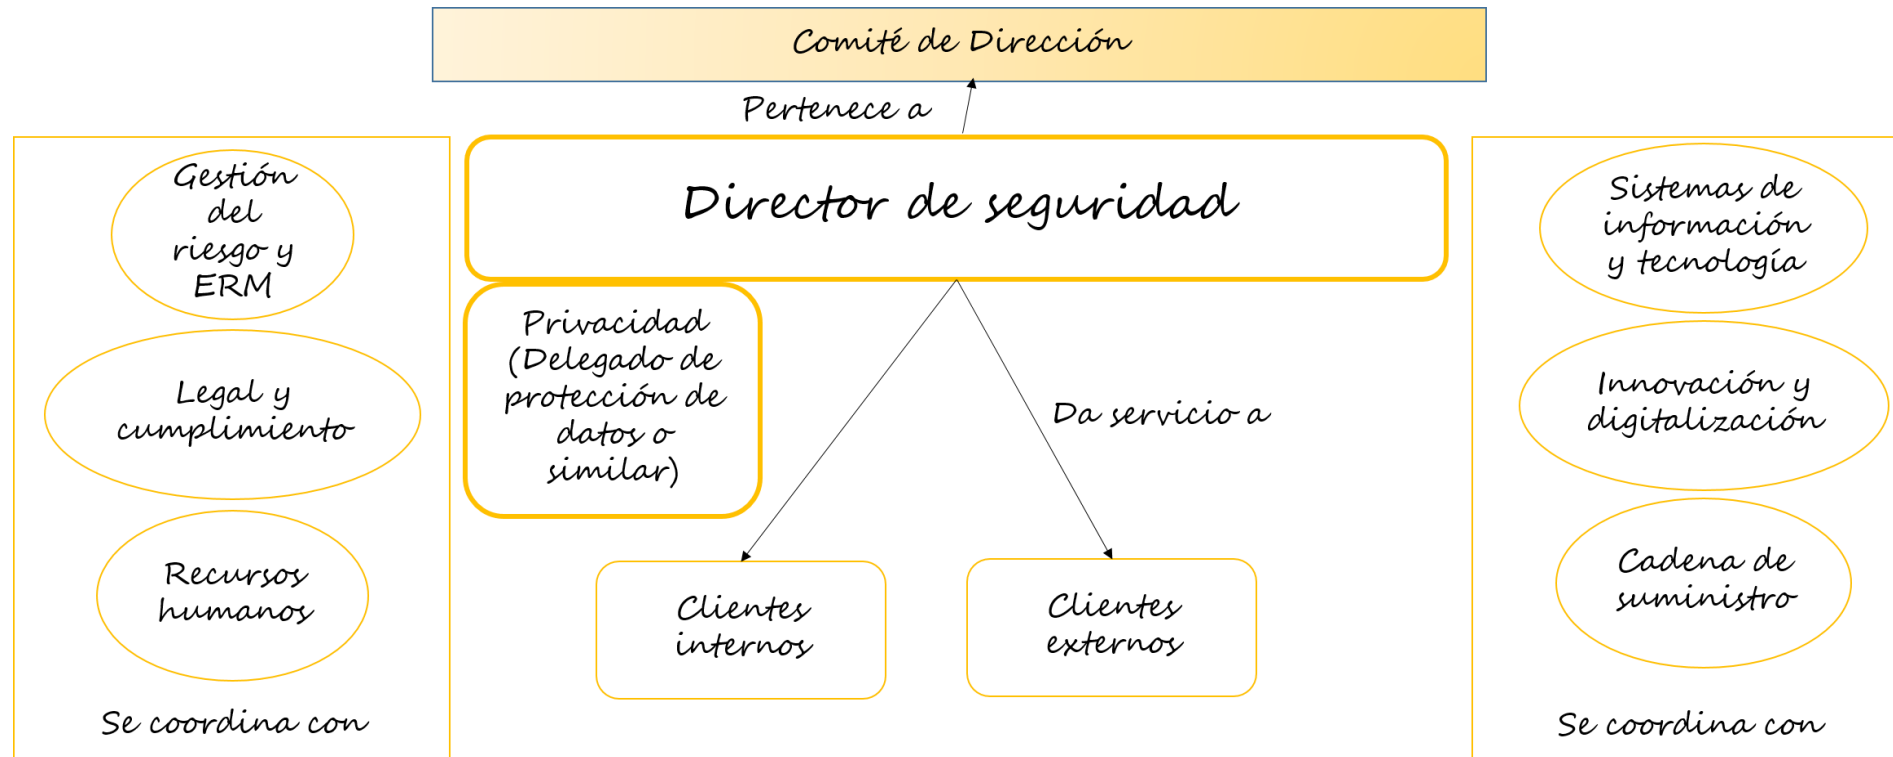 Comité de Dirección
Pertenece a
Director de seguridad
Gestión
del
riesgo y
ERM
Legal y
cumplimiento
Recursos
humanos
Se coordina con
Privacidad
(Delegado de
protección de
datos o
similar)
Da servicio a
Clientes
internos
Clientes
externos
Sistemas de
información
y tecnología
Innovación y
digitalización
Cadena de
suministro
Se coordina con